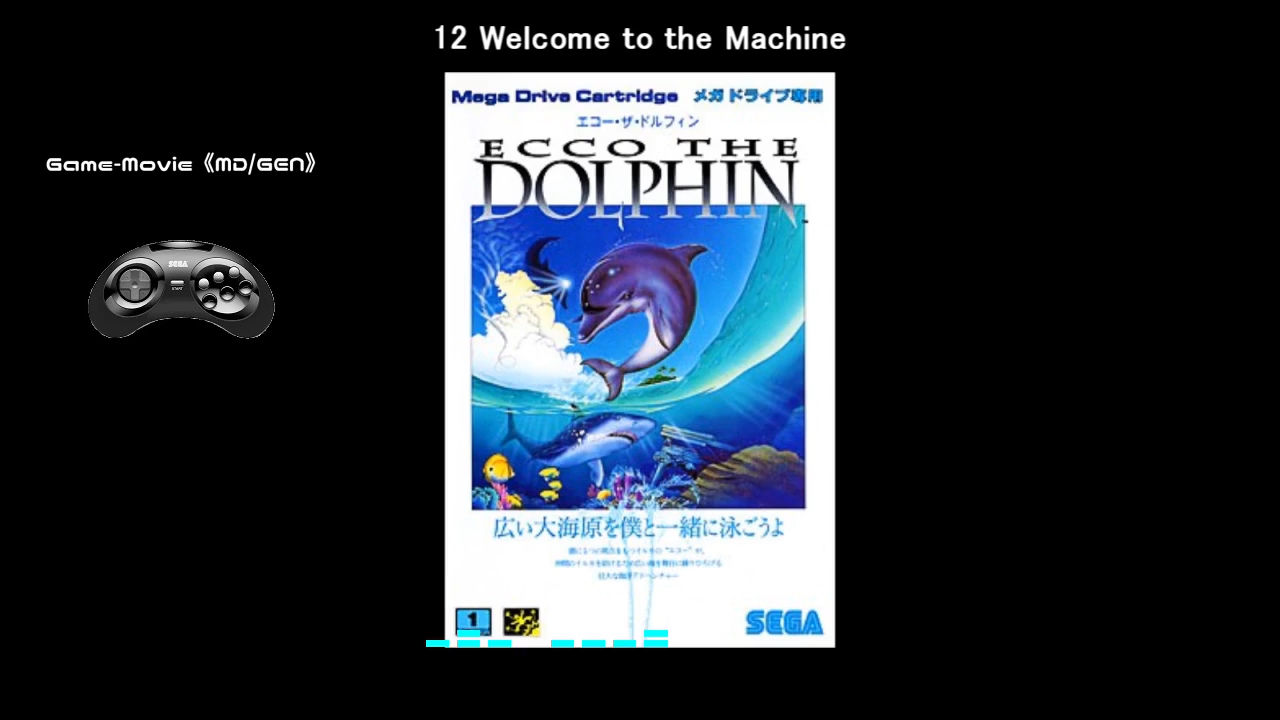 12 Welcome to the Machine
Mega Drive Cartridge メガドライブ専用
エコー・ザ・ドルフィン
Game-Movie《MD/GEN》
ECCO THE
DOLPHIN
SEGA
START
広い大海原を僕と一緒に泳ごうよ
1
SEGA